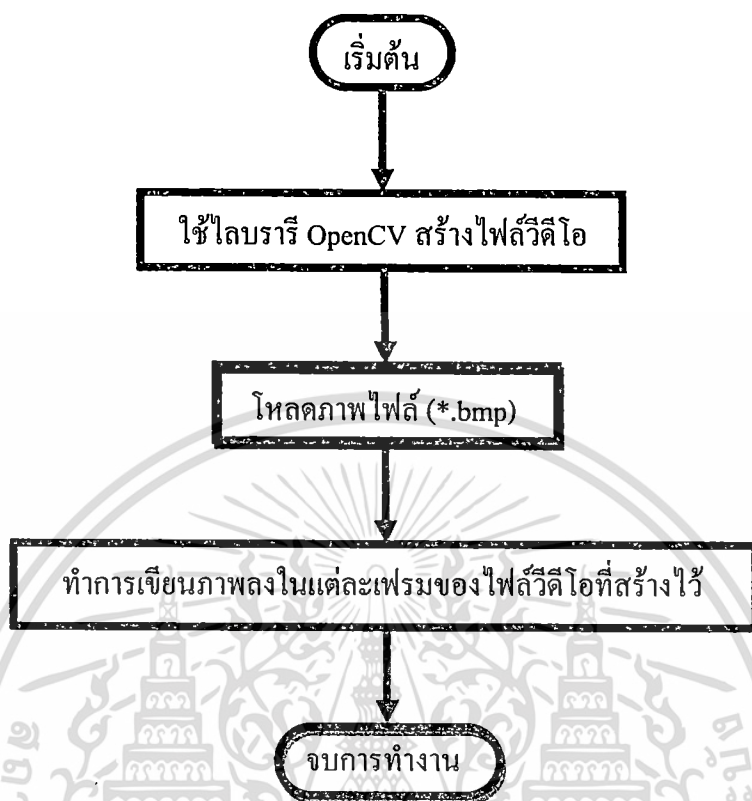 เริ่มต้น
ใช้ไลบรารี OpenCV สร้างไฟล์วีดีโอ
โหลดภาพไฟล์ (*.bmp)
ทำการเขียนภาพลงในแต่ละเฟรมของไฟล์วีดีโอที่สร้างไว้
จบการทำงาน